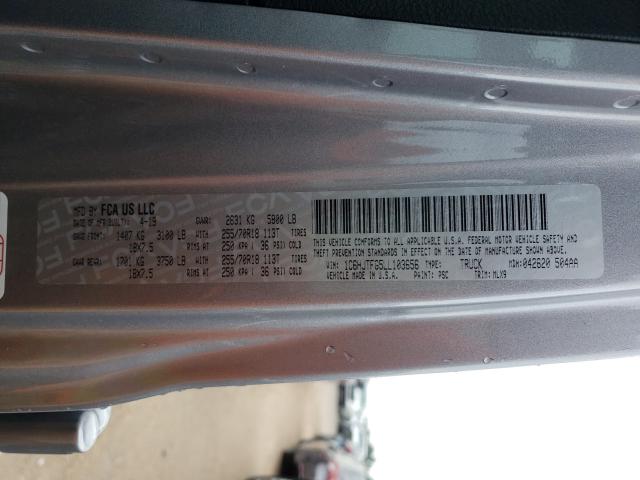 MFD BY FCA US LLC
DATE OF MFR(BUILT): 4-19 GVWR: 2631 KG 5800 LB
GAWR FRONT: 1407 KG 3100 LB WITH 255/70R18 113T TIRES
18X7.5 RIMS AT 250 KPA( 36 PSI) COLD
GAWR REAR: 1701 KG 3750 LB WITH 255/70R18 113T TIRES
18X7.5 RIMS AT 250 KPA( 36 PSI) COLD
THIS VEHICLE CONFORMS TO ALL APPLICABLE U.S.A. FEDERAL MOTOR VEHICLE SAFETY AND
THEFT PREVENTION STANDARDS IN EFFECT ON THE DATE OF MANUFACTURE SHOWN ABOVE.
VIN: 1C6HJTFG5LL103656 TYPE: TRUCK MDH:042620 504AA
VEHICLE MADE IN U.S.A. PAINT: PSC TRIM: MLX9